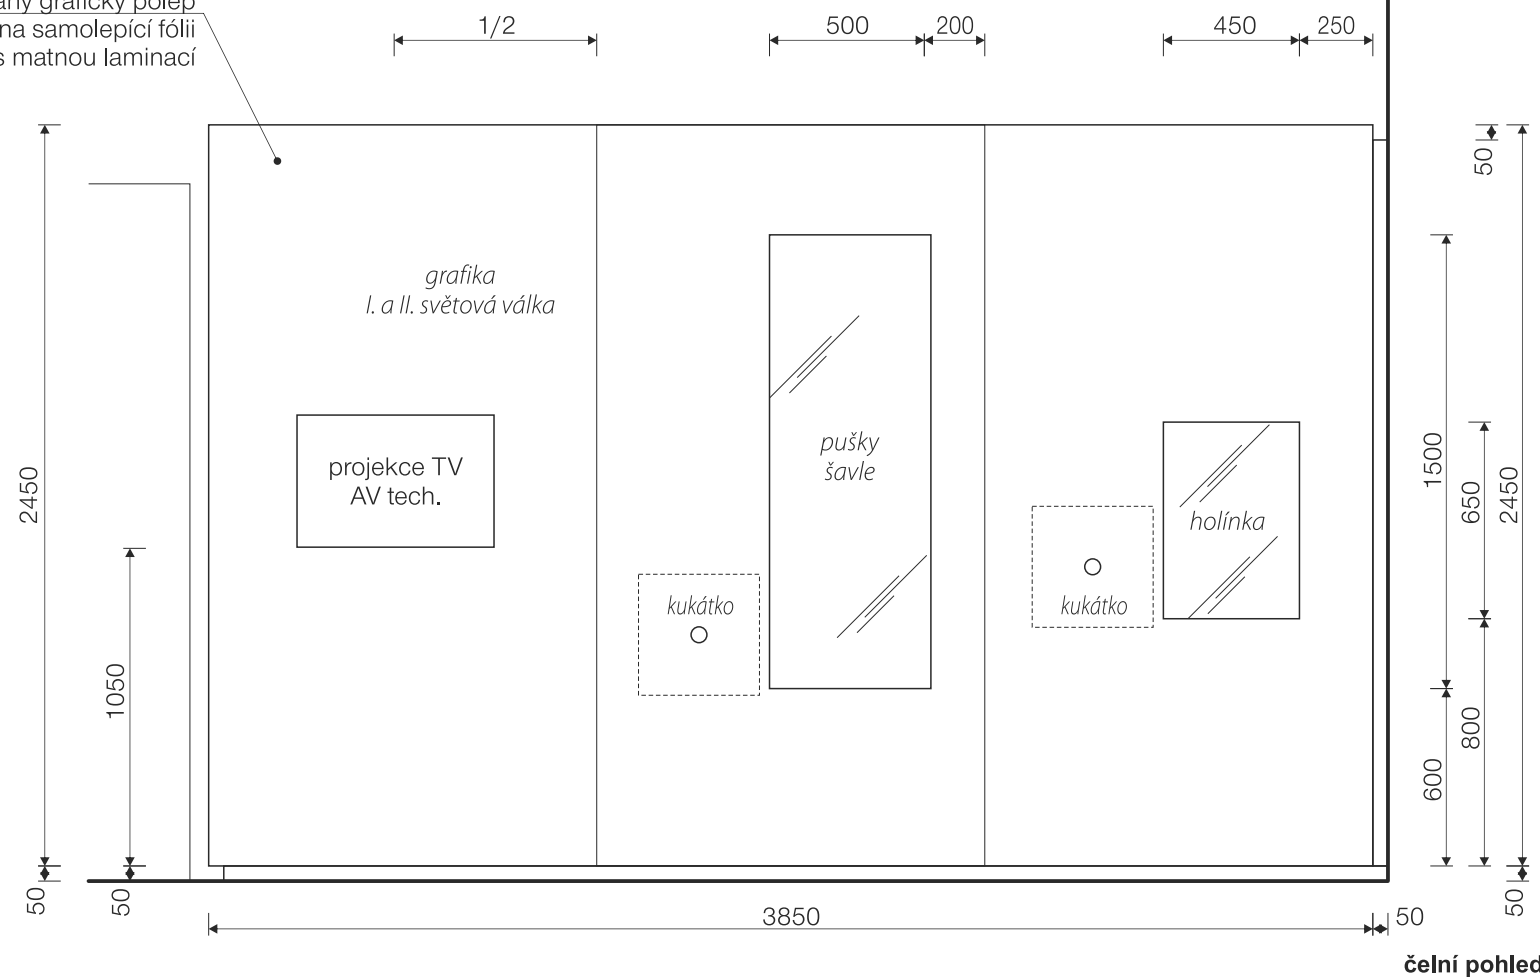 grafický polep
na samolepící fólii
s matnou laminací
1/2
500
200
450
250
50
grafika
I. a II. světová válka
projekce TV
AV tech.
pušky
šavle
holínka
kukátko
kukátko
2450
1050
50
50
1500
650
2450
800
600
50
3850
50
čelní pohled